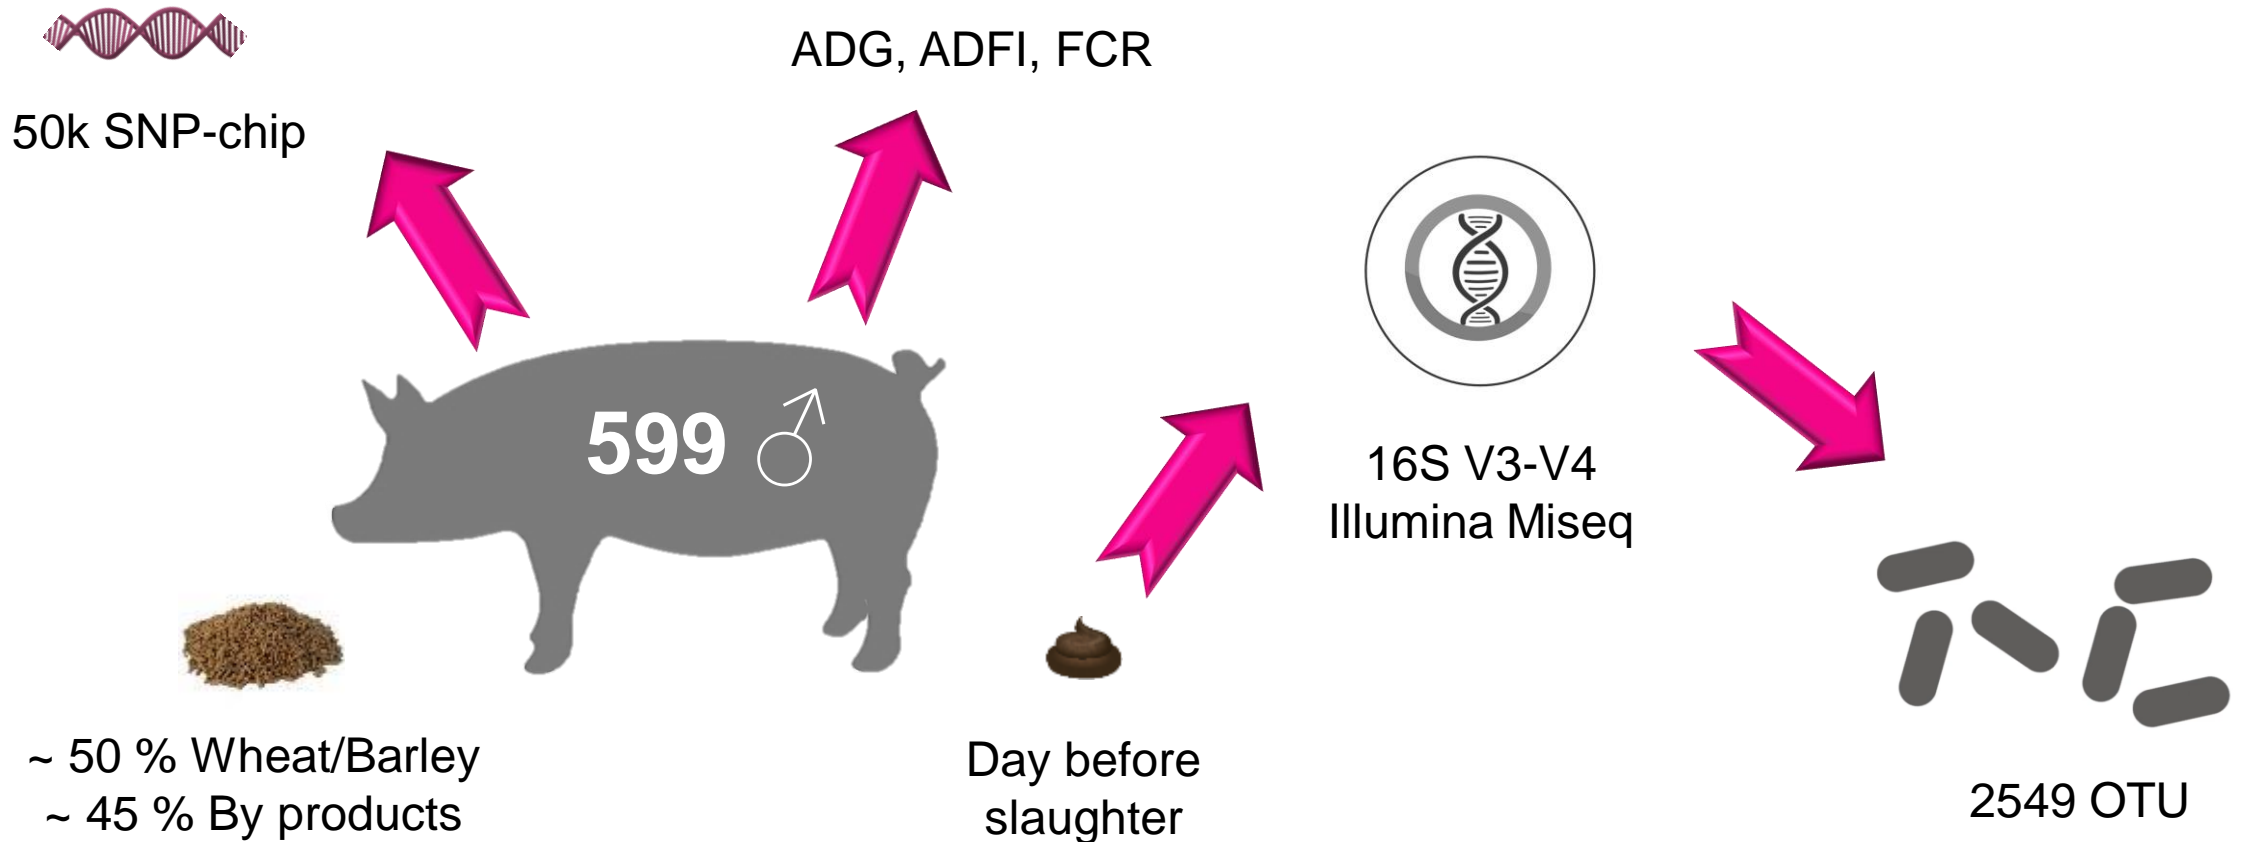 ADG, ADFI, FCR
50k SNP-chip
599 ♂
16S V3-V4
Illumina Miseq
~ 50 % Wheat/Barley
~ 45 % By products
Day before
slaughter
2549 OTU